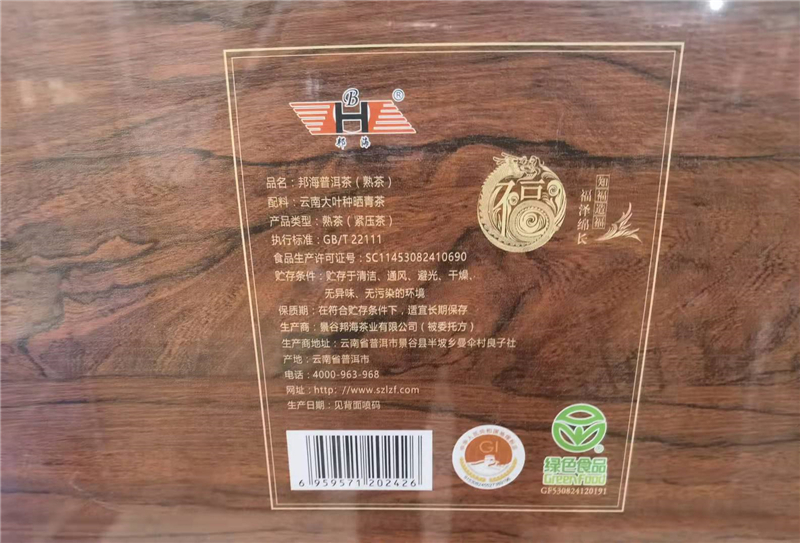 B
H
®
邦海
品名：邦海普洱茶（熟茶）
配料：云南大叶种晒青茶
产品类型：熟茶（紧压茶）
执行标准：GB/T 22111
食品生产许可证号：SC11453082410690
贮存条件：贮存于清洁、通风、避光、干燥、
无异味、无污染的环境
保质期：在符合贮存条件下，适宜长期保存
生产商：景谷邦海茶业有限公司（被委托方）
生产商地址：云南省普洱市景谷县半坡乡曼伞村良子社
产地：云南省普洱市
电话：4000-963-968
网址：http: //www.szlzf.com
生产日期：见背面喷码
福
知福造福
福泽绵长
6 959571 202426
GI
®
绿色食品
GreenFood
GF530824120191